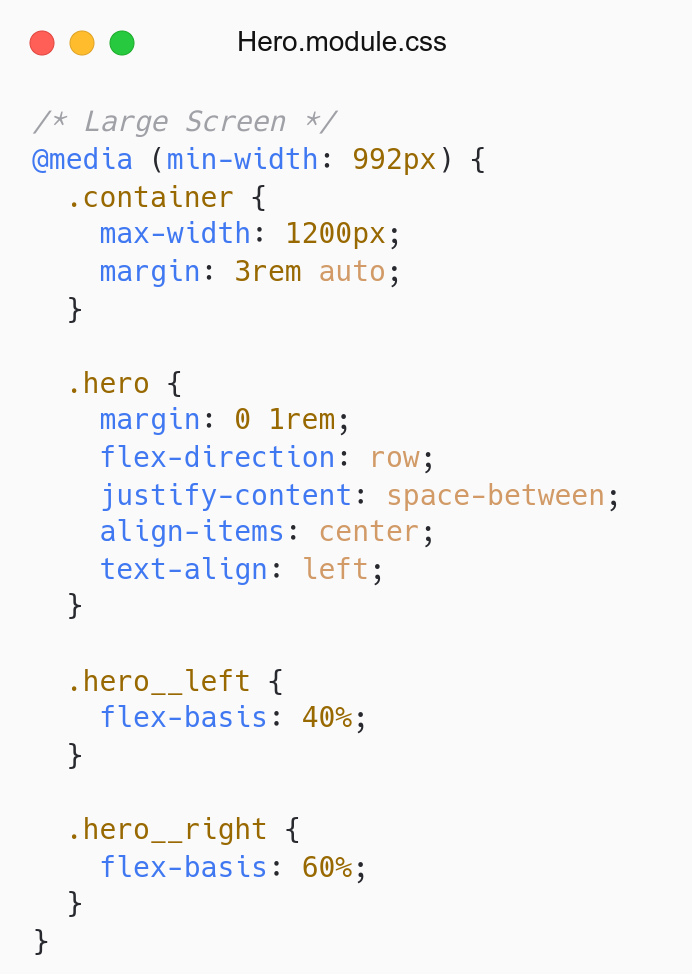 Hero.module.css
/* Large Screen */
@media (min-width: 992px) {
  .container {
    max-width: 1200px;
    margin: 3rem auto;
  }

  .hero {
    margin: 0 1rem;
    flex-direction: row;
    justify-content: space-between;
    align-items: center;
    text-align: left;
  }

  .hero__left {
    flex-basis: 40%;
  }

  .hero__right {
    flex-basis: 60%;
  }
}